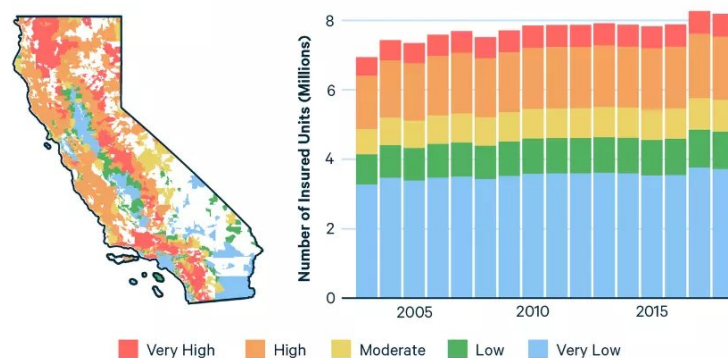 Number of Insured Units (Millions)
8
6
4
2
0
2005 2010 2015
Very High High Moderate Low Very Low